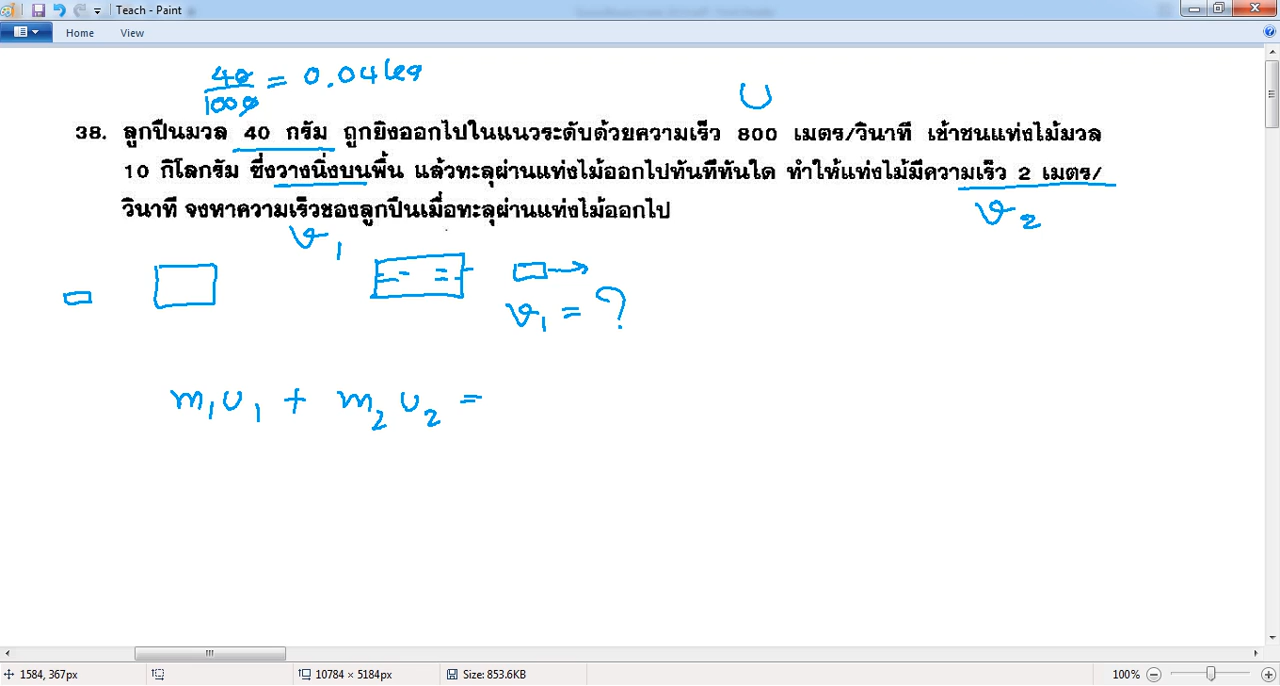 Teach - Paint
Home View
40/1000 = 0.04 kg
U
38. ลูกปืนมวล 40 กรัม ถูกยิงออกไปในแนวระดับด้วยความเร็ว 800 เมตร/วินาที เข้าชนแท่งไม้มวล
10 กิโลกรัม ซึ่งวางนิ่งบนพื้น แล้วทะลุผ่านแท่งไม้ออกไปทันทีทันใด ทำให้แท่งไม้มีความเร็ว 2 เมตร/
วินาที จงหาความเร็วของลูกปืนเมื่อทะลุผ่านแท่งไม้ออกไป
v₂
v₁
v₁ = ?
m₁u₁ + m₂u₂ =
1584, 367px 10784 × 5184px Size: 853.6KB 100%